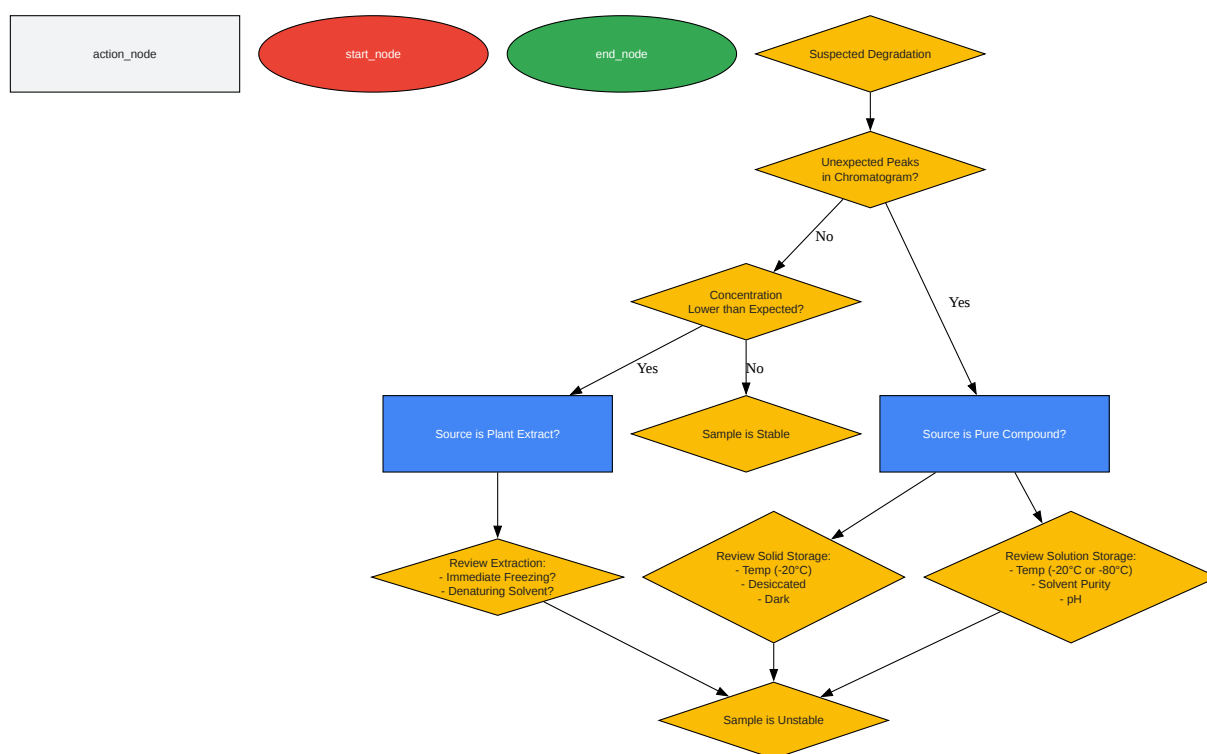 action_node
start_node
end_node
Suspected Degradation
Unexpected Peaks
in Chromatogram?
No
Yes
Concentration
Lower than Expected?
Yes
No
Source is Plant Extract?
Sample is Stable
Source is Pure Compound?
Review Extraction:
- Immediate Freezing?
- Denaturing Solvent?
Review Solid Storage:
- Temp (-20°C)
- Desiccated
- Dark
Review Solution Storage:
- Temp (-20°C or -80°C)
- Solvent Purity
- pH
Sample is Unstable